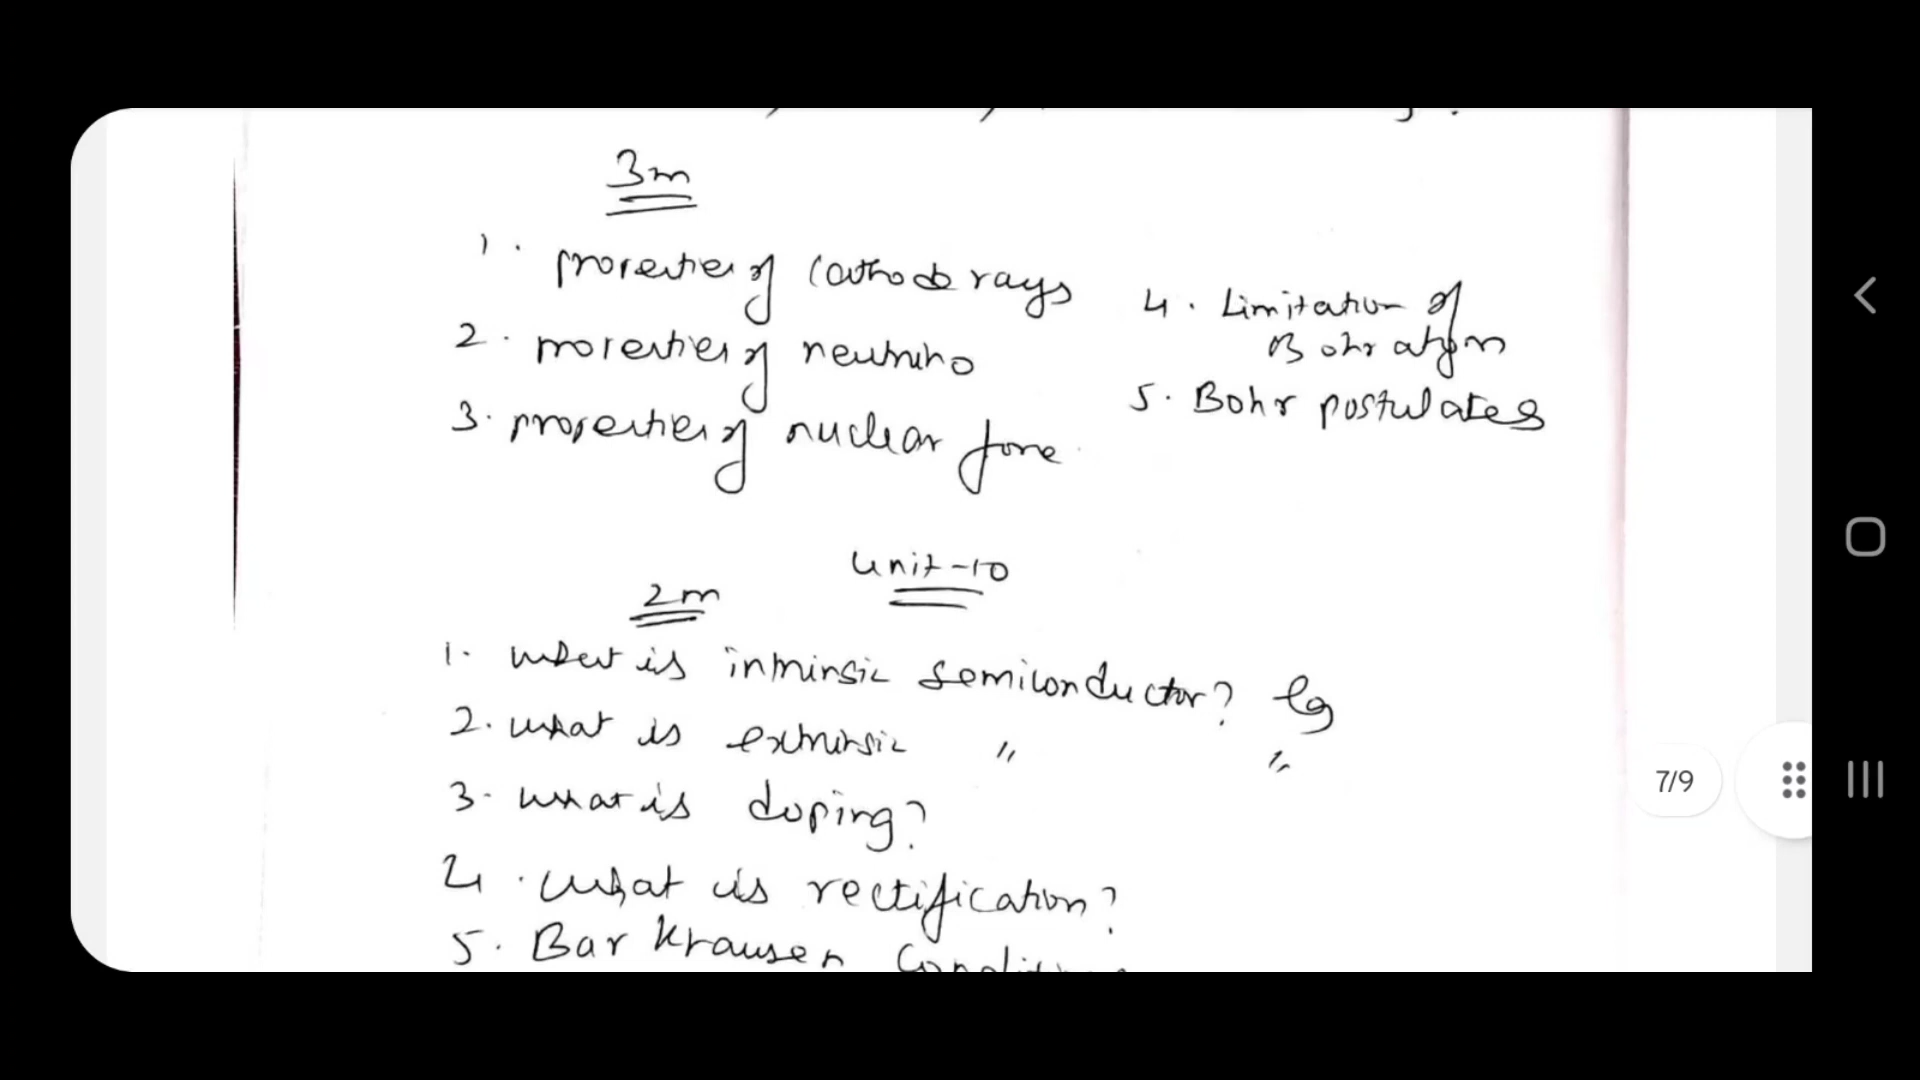 3m
1. properties of Cathode rays
2. properties of neutrino
3. properties of nuclear force
4. Limitation of
Bohr atom
5. Bohr postulates
Unit-10
2m
1. what is intrinsic semiconductor? Eg
2. what is extrinsic " "
3. what is doping?
4. what is rectification?
5. Bar Krausen Condition
7/9